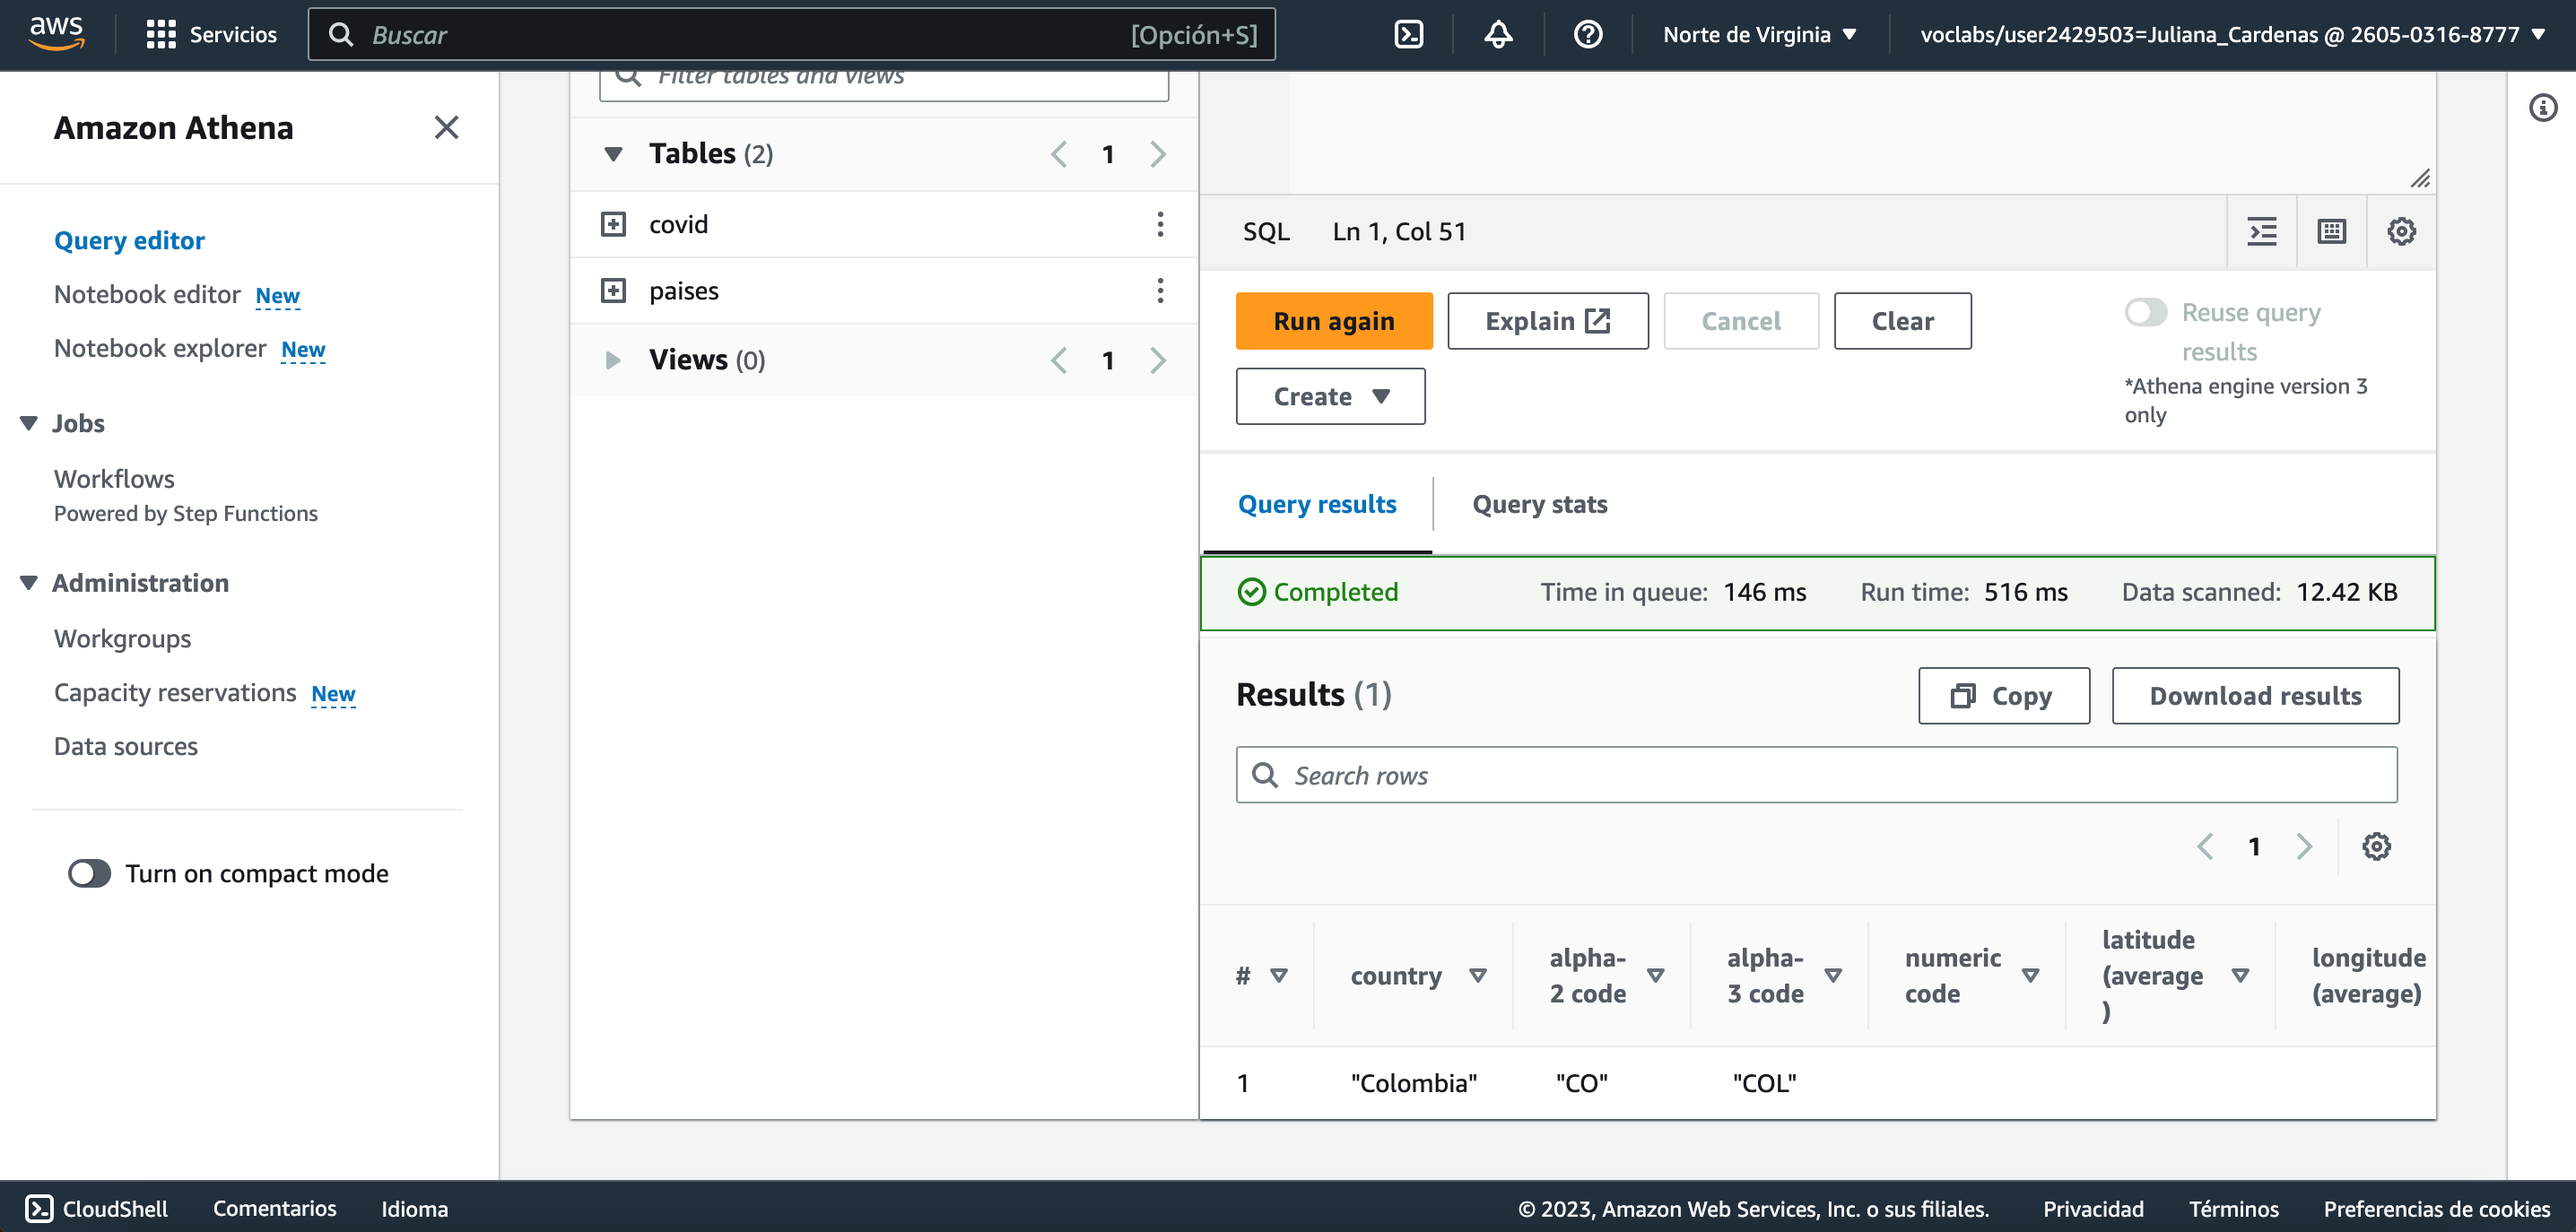 aws
Servicios
Buscar
[Opción+S]
Norte de Virginia
voclabs/user2429503=Juliana_Cardenas @ 2605-0316-8777
Amazon Athena
Query editor
Notebook editor New
Notebook explorer New
Jobs
Workflows
Powered by Step Functions
Administration
Workgroups
Capacity reservations New
Data sources
Turn on compact mode
Filter tables and views
Tables (2)
1
covid
paises
Views (0)
1
SQL Ln 1, Col 51
Run again
Explain
Cancel
Clear
Create
Reuse query
results
*Athena engine version 3
only
Query results
Query stats
Completed
Time in queue: 146 ms
Run time: 516 ms
Data scanned: 12.42 KB
Results (1)
Copy
Download results
Search rows
1
#
country
alpha-
2 code
alpha-
3 code
numeric
code
latitude
(average
)
longitude
(average)
1 "Colombia" "CO" "COL"
CloudShell
Comentarios
Idioma
© 2023, Amazon Web Services, Inc. o sus filiales.
Privacidad
Términos
Preferencias de cookies